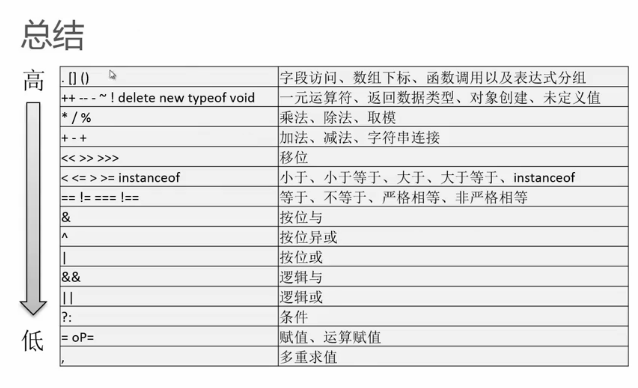 总结
高
. [] () 字段访问、数组下标、函数调用以及表达式分组
++ -- - ~ ! delete new typeof void 一元运算符、返回数据类型、对象创建、未定义值
* / % 乘法、除法、取模
+ - + 加法、减法、字符串连接
<< >> >>> 移位
< <= > >= instanceof 小于、小于等于、大于、大于等于、instanceof
== != === !== 等于、不等于、严格相等、非严格相等
& 按位与
^ 按位异或
| 按位或
&& 逻辑与
|| 逻辑或
?: 条件
= oP= 赋值、运算赋值
, 多重求值
低